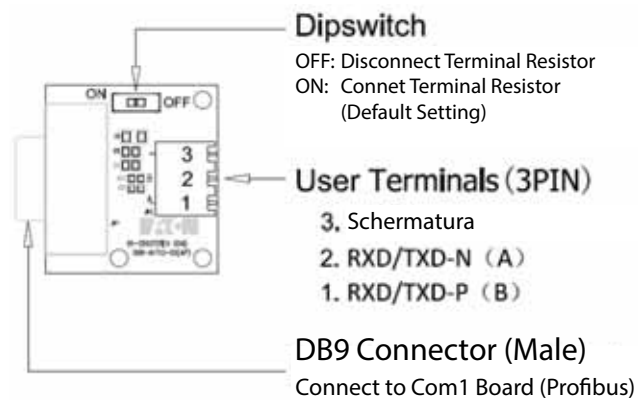 Dipswitch
OFF: Disconnect Terminal Resistor
ON: Connet Terminal Resistor
(Default Setting)
ON OFF
3
2
1
User Terminals (3PIN)
3. Schermatura
2. RXD/TXD-N (A)
1. RXD/TXD-P (B)
DB9 Connector (Male)
Connect to Com1 Board (Profibus)